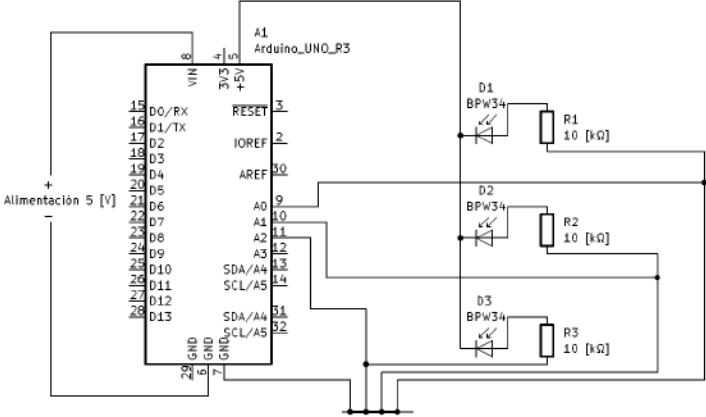 A1
Arduino_UNO_R3
8
VIN
4
3V3
5
+5V
15 D0/RX
16 D1/TX
17 D2
18 D3
19 D4
20 D5
21 D6
22 D7
23 D8
24 D9
25 D10
26 D11
27 D12
28 D13
RESET 3
IOREF 2
AREF 30
A0 9
A1 10
A2 11
A3 12
SDA/A4 13
SCL/A5 14
SDA/A4 31
SCL/A5 32
GND
29
GND
6
GND
7
+
Alimentación 5 [V]
−
D1
BPW34
R1
10 [kΩ]
D2
BPW34
R2
10 [kΩ]
D3
BPW34
R3
10 [kΩ]